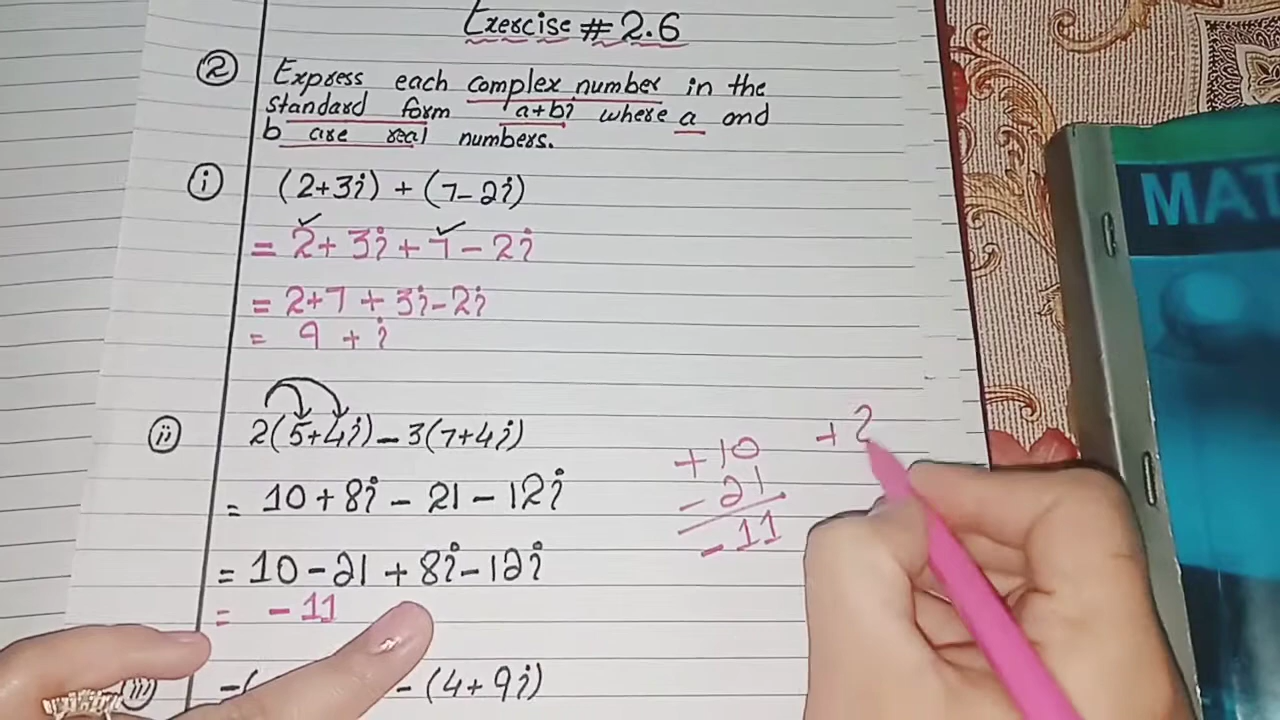 Exercise # 2.6
② Express each complex number in the
standard form a+bi where a and
b are real numbers.
ⓘ (2+3i) + (7-2i)
= 2+ 3i + 7 - 2i
= 2+7 + 3i-2i
= 9 + i
ii 2(5+4i) - 3(7+4i)
= 10 + 8i - 21 - 12i
= 10 - 21 + 8i - 12i
= - 11
+ 10
- 21
- 11
+
iii -( - (4+9i)
MAT